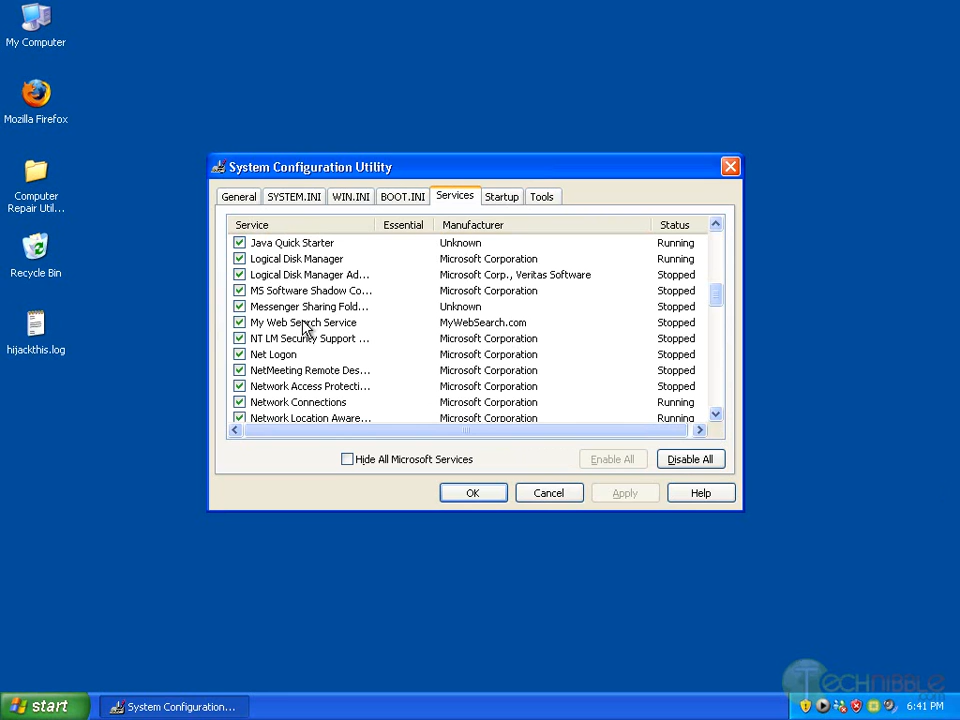 My Computer
Mozilla Firefox
Computer
Repair Util...
Recycle Bin
hijackthis.log
System Configuration Utility
General SYSTEM.INI WIN.INI BOOT.INI Services Startup Tools
Service Essential Manufacturer Status
Java Quick Starter Unknown Running
Logical Disk Manager Microsoft Corporation Running
Logical Disk Manager Ad... Microsoft Corp., Veritas Software Stopped
MS Software Shadow Co... Microsoft Corporation Stopped
Messenger Sharing Fold... Unknown Stopped
My Web Search Service MyWebSearch.com Stopped
NT LM Security Support ... Microsoft Corporation Stopped
Net Logon Microsoft Corporation Stopped
NetMeeting Remote Des... Microsoft Corporation Stopped
Network Access Protecti... Microsoft Corporation Stopped
Network Connections Microsoft Corporation Running
Network Location Aware... Microsoft Corporation Running
Hide All Microsoft Services Enable All Disable All
OK Cancel Apply Help
Technibble.com
start System Configuration... 6:41 PM